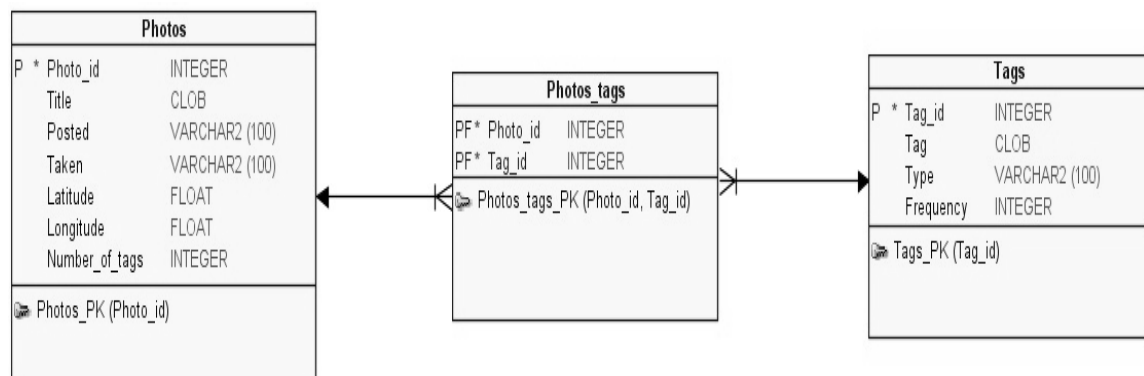 Photos
P * Photo_id INTEGER
Title CLOB
Posted VARCHAR2 (100)
Taken VARCHAR2 (100)
Latitude FLOAT
Longitude FLOAT
Number_of_tags INTEGER
Photos_PK (Photo_id)
Photos_tags
PF* Photo_id INTEGER
PF* Tag_id INTEGER
Photos_tags_PK (Photo_id, Tag_id)
Tags
P * Tag_id INTEGER
Tag CLOB
Type VARCHAR2 (100)
Frequency INTEGER
Tags_PK (Tag_id)